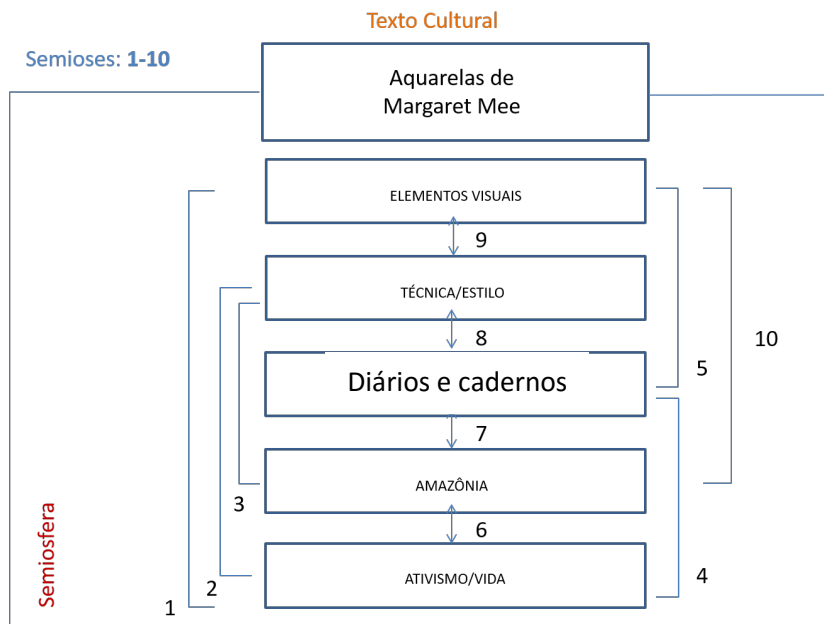 Texto Cultural
Semioses: 1-10
Aquarelas de
Margaret Mee
ELEMENTOS VISUAIS
9
TÉCNICA/ESTILO
8
10
5
Diários e cadernos
7
AMAZÔNIA
3
6
Semiosfera
ATIVISMO/VIDA
4
2
1